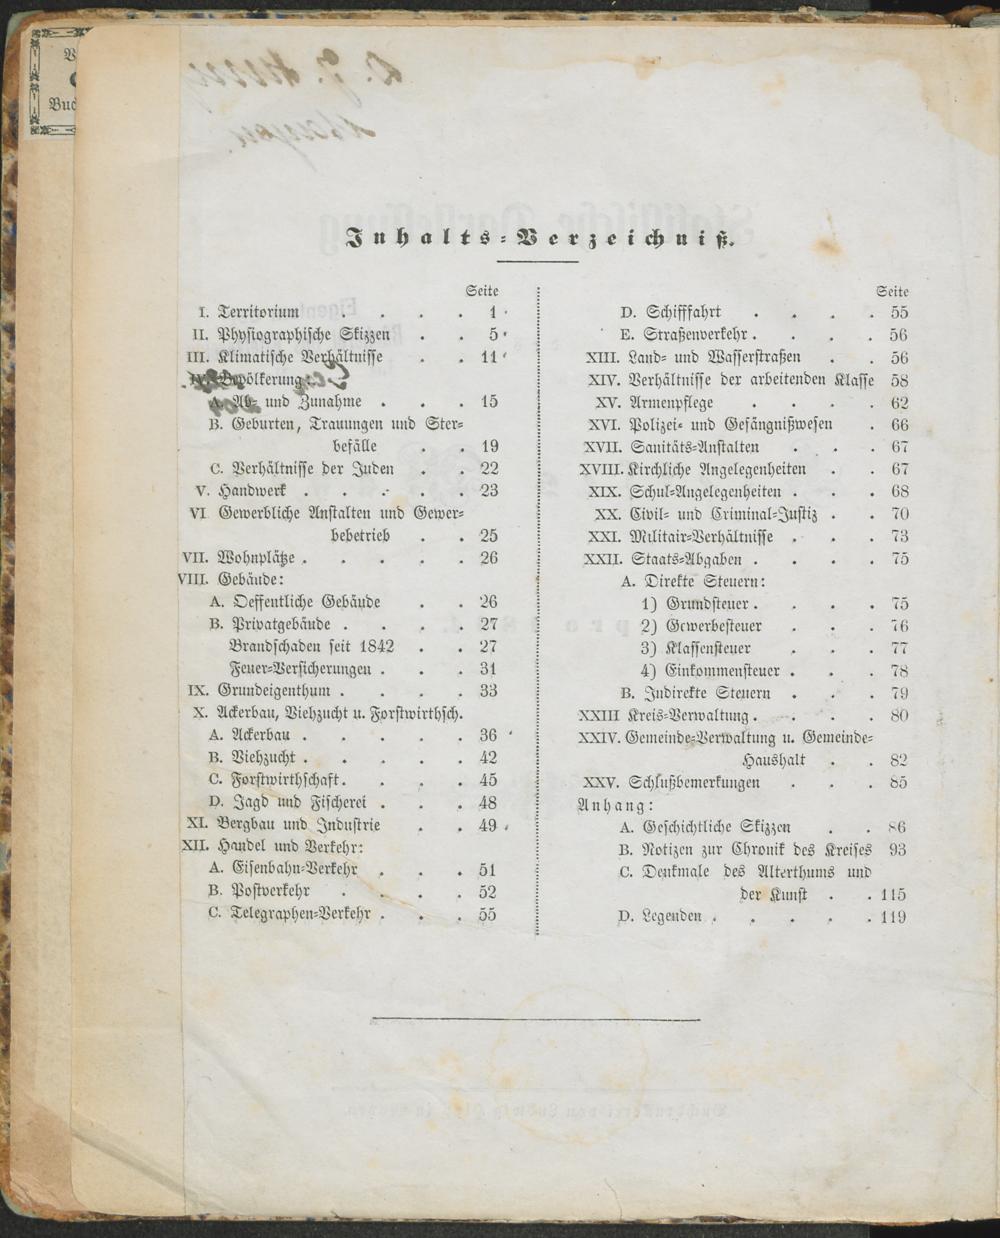 Inhalts-Verzeichniß.
Seite
I. Territorium . . . . 1
II. Physiographische Skizzen . . 5
III. Klimatische Verhältnisse . . 11
IV. Bevölkerung:
A. Ab- und Zunahme . . . 15
B. Geburten, Trauungen und Ster-
befälle . . 19
C. Verhältnisse der Juden . . 22
V. Handwerk . . . . . 23
VI Gewerbliche Anstalten und Gewer-
bebetrieb . . 25
VII. Wohnplätze . . . . . 26
VIII. Gebäude:
A. Oeffentliche Gebäude . . 26
B. Privatgebäude . . . . 27
Brandschaden seit 1842 . . 27
Feuer-Versicherungen . . . 31
IX. Grundeigenthum . . . . 33
X. Ackerbau, Viehzucht u. Forstwirthsch.
A. Ackerbau . . . . . 36
B. Viehzucht . . . . . 42
C. Forstwirthschaft . . . . 45
D. Jagd und Fischerei . . . 48
XI. Bergbau und Industrie . . 49
XII. Handel und Verkehr:
A. Eisenbahn-Verkehr . . . 51
B. Postverkehr . . . . 52
C. Telegraphen-Verkehr . . . 55
Seite
D. Schifffahrt . . . . 55
E. Straßenverkehr . . . . 56
XIII. Land- und Wasserstraßen . . 56
XIV. Verhältnisse der arbeitenden Klasse 58
XV. Armenpflege . . . . 62
XVI. Polizei- und Gefängnißwesen . 66
XVII. Sanitäts-Anstalten . . . 67
XVIII. Kirchliche Angelegenheiten . . 67
XIX. Schul-Angelegenheiten . . . 68
XX. Civil- und Criminal-Justiz . . 70
XXI. Militair-Verhältnisse . . . 73
XXII. Staats-Abgaben . . . . 75
A. Direkte Steuern:
1) Grundsteuer . . . . 75
2) Gewerbesteuer . . . 76
3) Klassensteuer . . . 77
4) Einkommensteuer . . . 78
B. Indirekte Steuern . . . 79
XXIII Kreis-Verwaltung . . . . 80
XXIV. Gemeinde-Verwaltung u. Gemeinde-
Haushalt . . 82
XXV. Schlußbemerkungen . . . 85
Anhang:
A. Geschichtliche Skizzen . . 86
B. Notizen zur Chronik des Kreises 93
C. Denkmale des Alterthums und
der Kunst . . 115
D. Legenden . . . . . 119